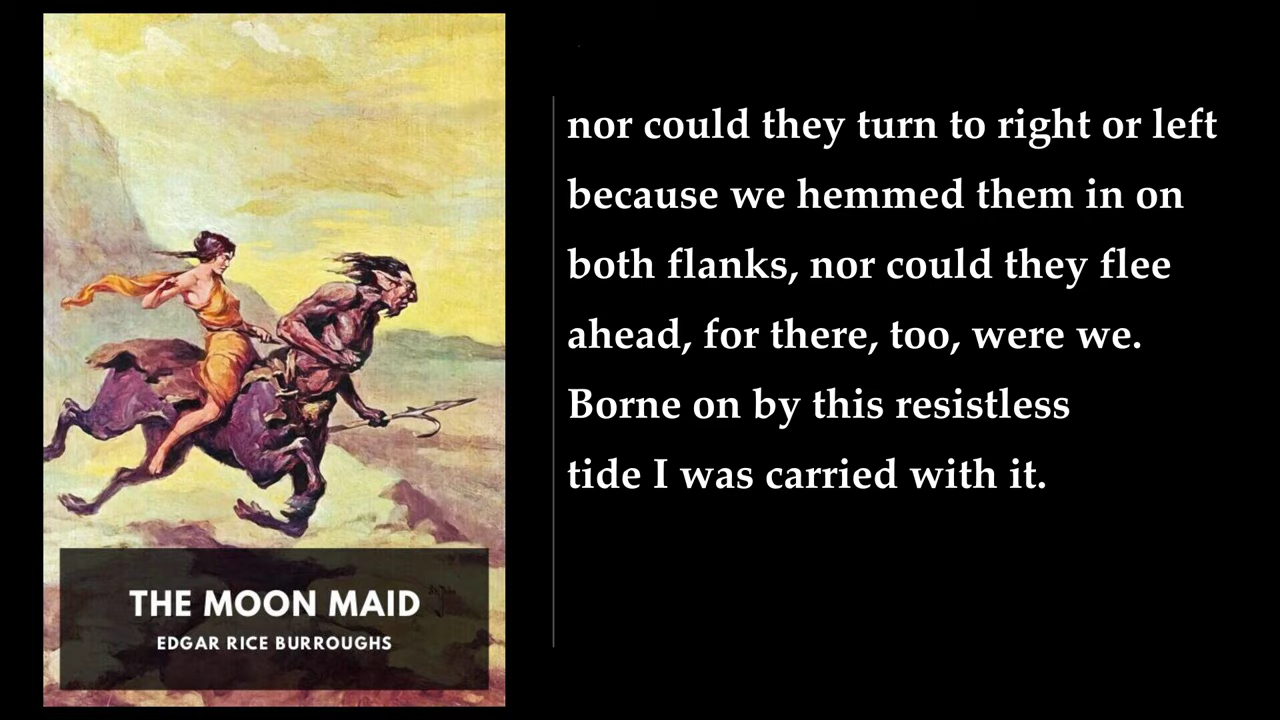 THE MOON MAID
EDGAR RICE BURROUGHS
nor could they turn to right or left
because we hemmed them in on
both flanks, nor could they flee
ahead, for there, too, were we.
Borne on by this resistless
tide I was carried with it.